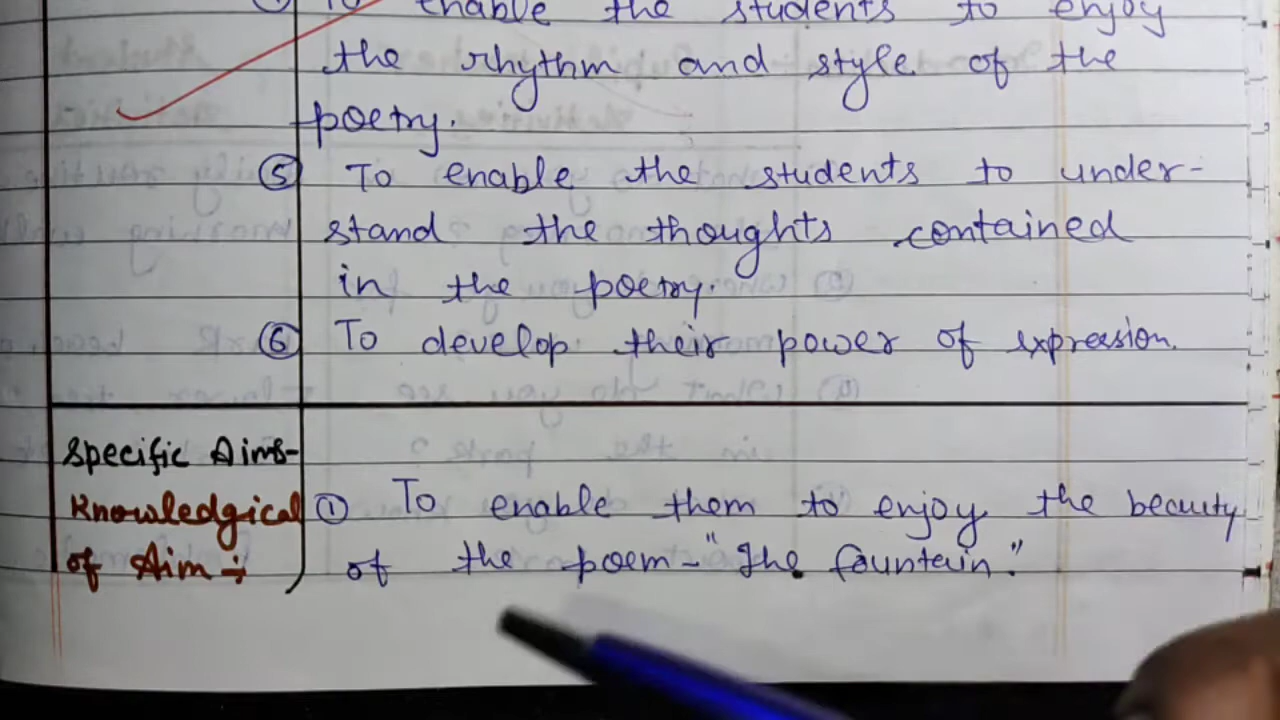 To enable the students to enjoy
the rhythm and style of the
poetry.
⑤ To enable the students to under-
stand the thoughts contained
in the poetry.
⑥ To develop their power of expression.
Specific Aims-
Knowledgical ① To enable them to enjoy the beauty
of Aim → of the poem - "The fountain."